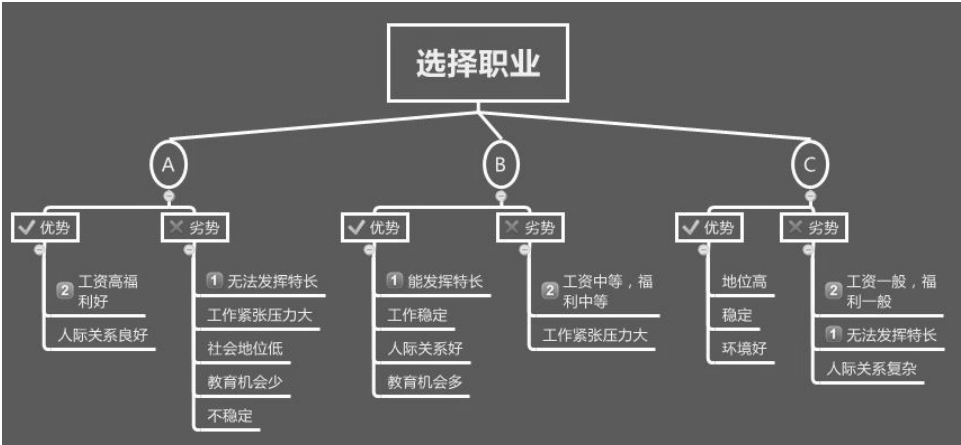 选择职业
A
优势
2 工资高福
利好
人际关系良好
劣势
1 无法发挥特长
工作紧张压力大
社会地位低
教育机会少
不稳定
B
优势
1 能发挥特长
工作稳定
人际关系好
教育机会多
劣势
2 工资中等，福
利中等
工作紧张压力大
C
优势
地位高
稳定
环境好
劣势
2 工资一般，福
利一般
1 无法发挥特长
人际关系复杂